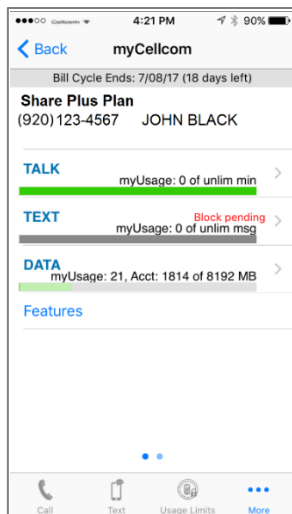 Cellcom 4:21 PM 90%
Back myCellcom
Bill Cycle Ends: 7/08/17 (18 days left)
Share Plus Plan
(920) 123-4567 JOHN BLACK
TALK
myUsage: 0 of unlim min
TEXT Block pending
myUsage: 0 of unlim msg
DATA
myUsage: 21, Acct: 1814 of 8192 MB
Features
Call Text Usage Limits More